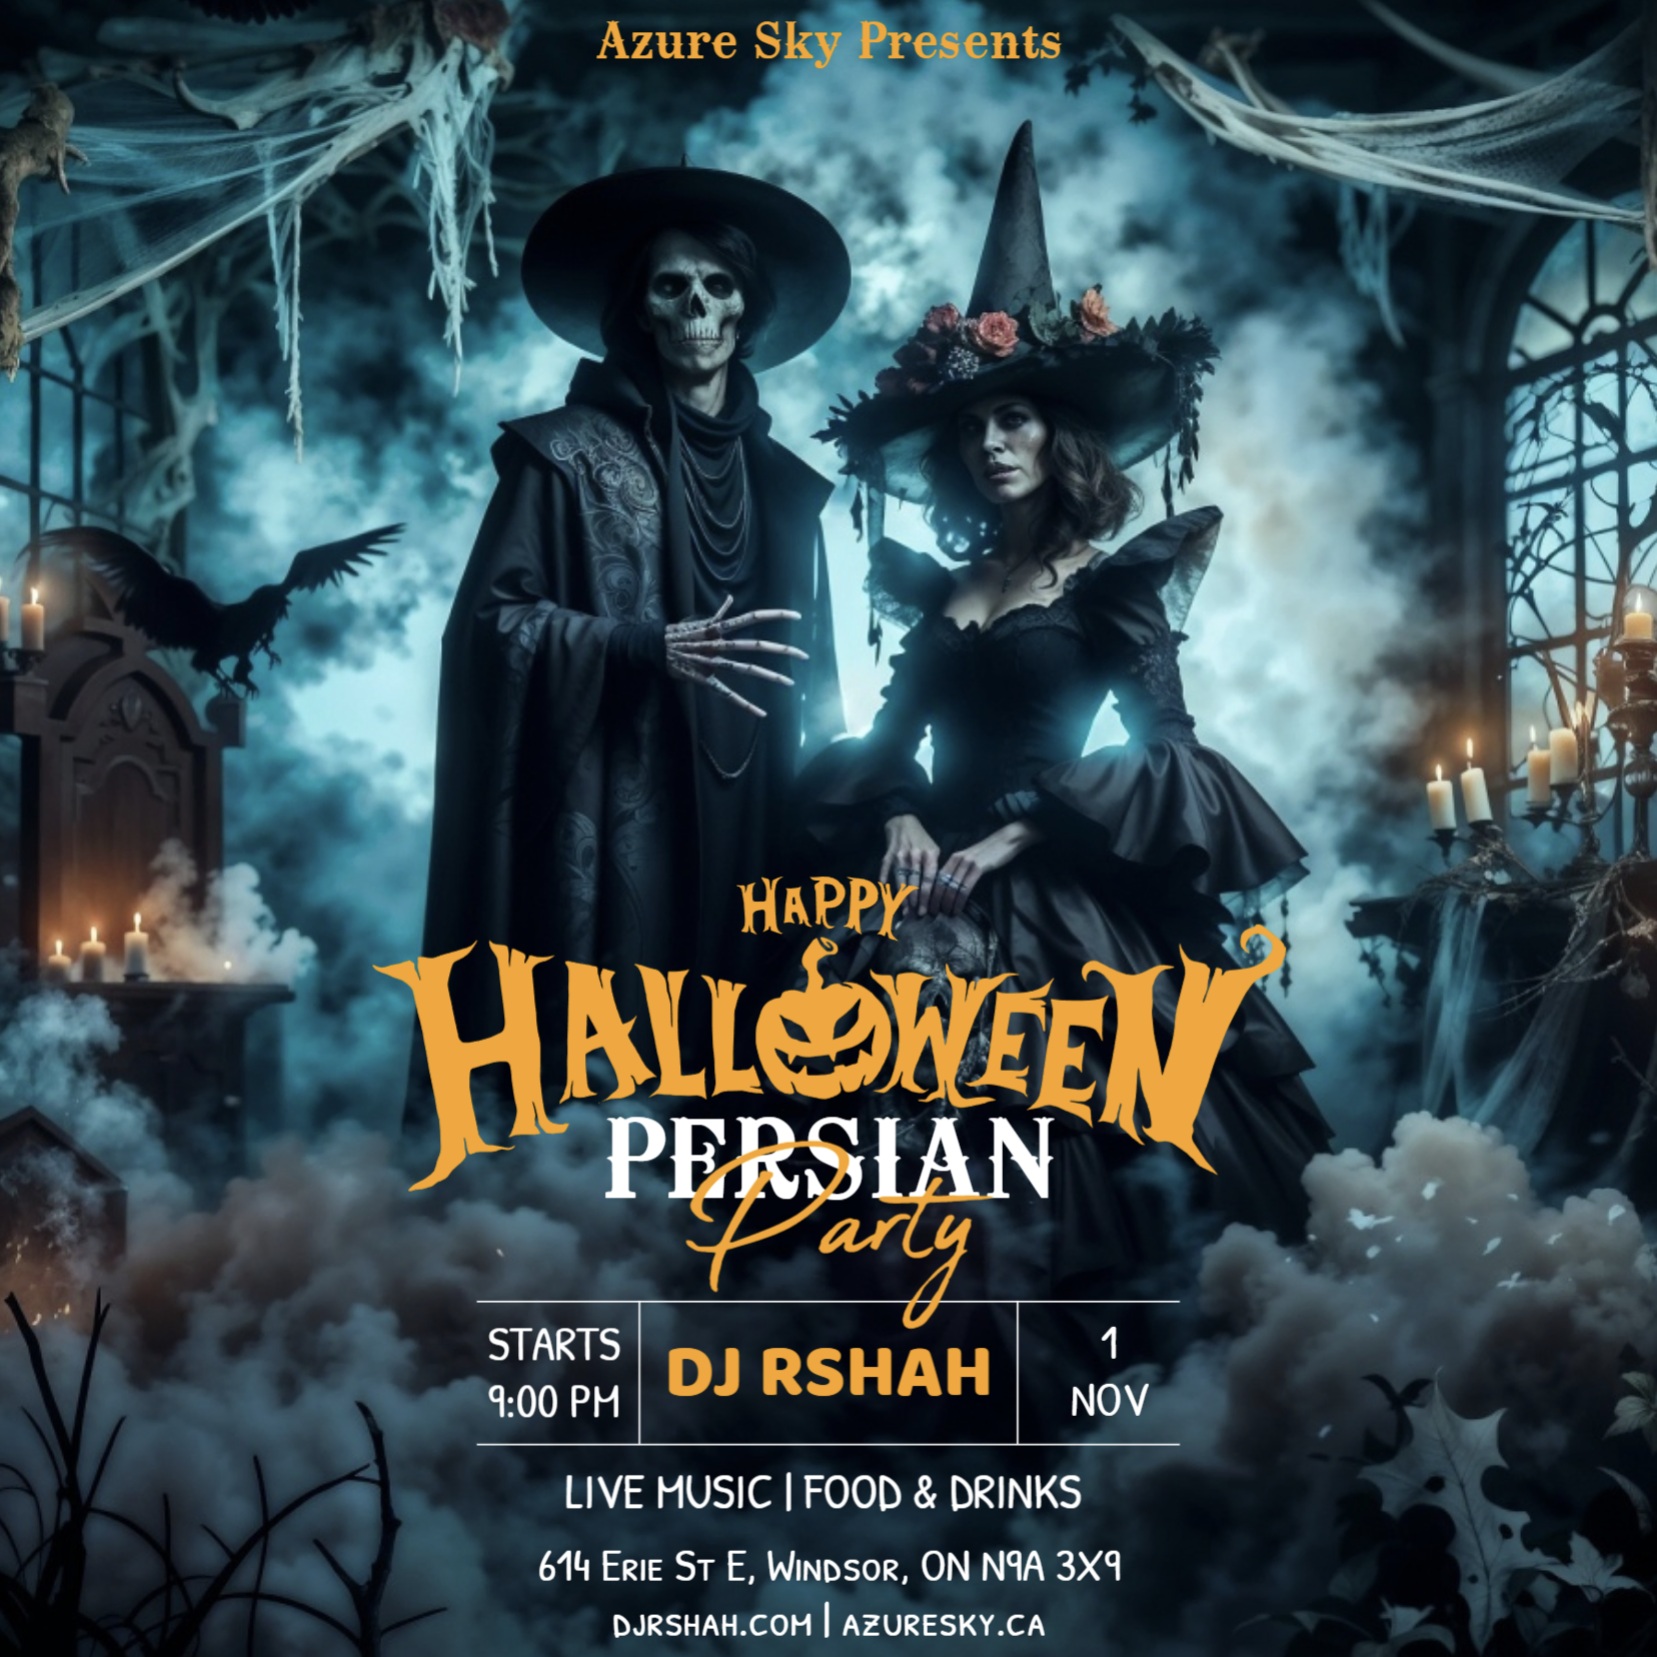 Azure Sky Presents
HAPPY
HALLOWEEN
PERSIAN
Party
STARTS
9:00 PM
DJ RSHAH
1
NOV
LIVE MUSIC | FOOD & DRINKS
614 Erie St E, Windsor, ON N9A 3X9
DJRSHAH.COM | AZURESKY.CA